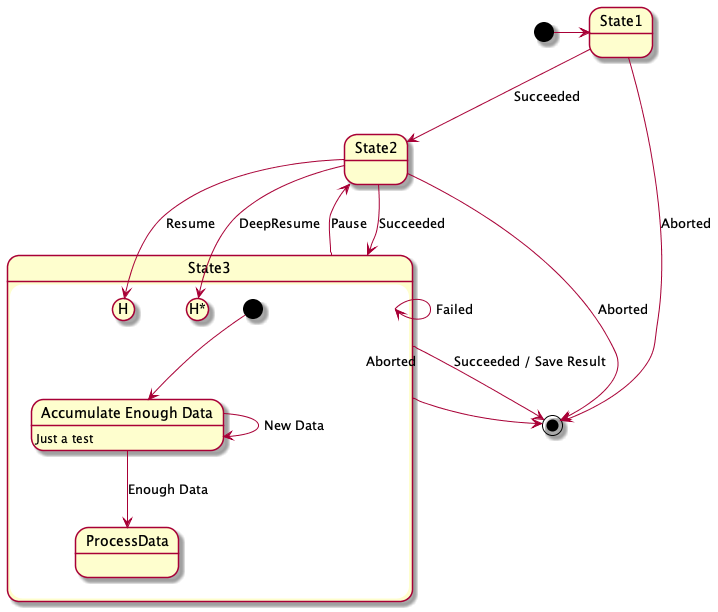 State1
Succeeded
State2
Resume
DeepResume
Pause
Succeeded
Aborted
State3
H
H*
Failed
Aborted
Aborted
Succeeded / Save Result
Accumulate Enough Data
Just a test
New Data
Enough Data
ProcessData